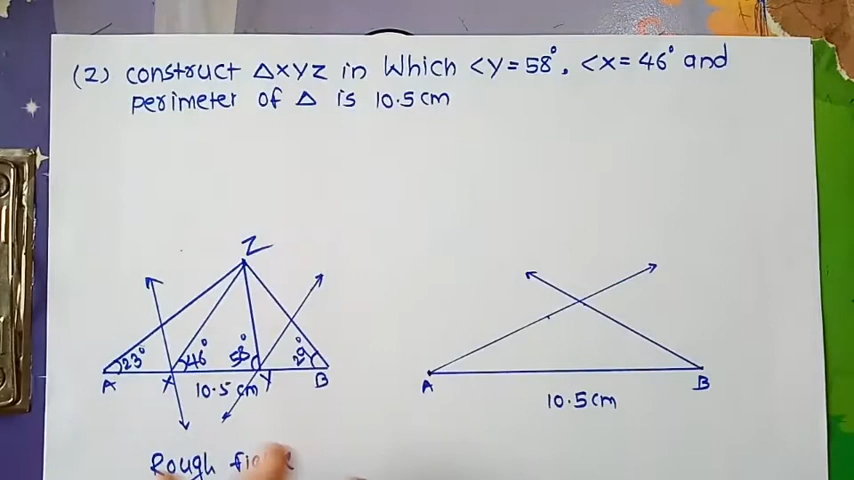 (2) construct ΔXYZ in Which <Y = 58°, <X = 46° and
perimeter of Δ is 10.5 cm
Z
23° 46° 58° 29°
A X Y B
10.5 cm
Rough
A B
10.5 cm